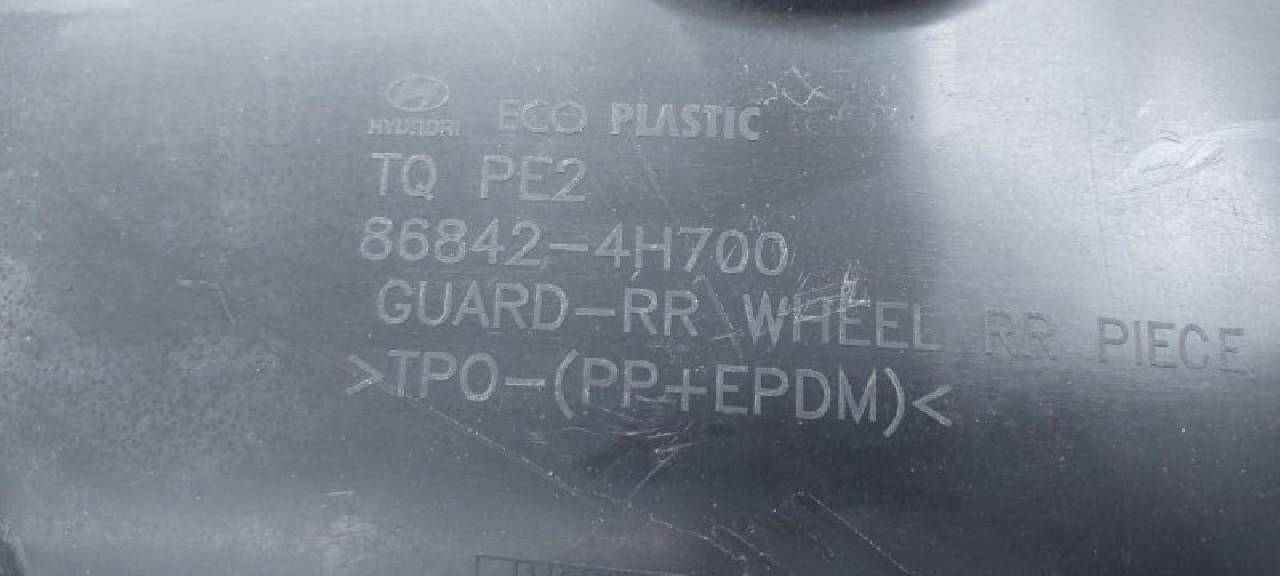 HYUNDAI ECO PLASTIC
TQ PE2
86842-4H700
GUARD-RR WHEEL RR PIECE
>TPO-(PP+EPDM)<